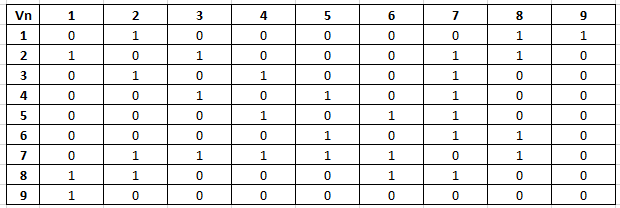 Vn 1 2 3 4 5 6 7 8 9
1 0 1 0 0 0 0 0 1 1
2 1 0 1 0 0 0 1 1 0
3 0 1 0 1 0 0 1 0 0
4 0 0 1 0 1 0 1 0 0
5 0 0 0 1 0 1 1 0 0
6 0 0 0 0 1 0 1 1 0
7 0 1 1 1 1 1 0 1 0
8 1 1 0 0 0 1 1 0 0
9 1 0 0 0 0 0 0 0 0